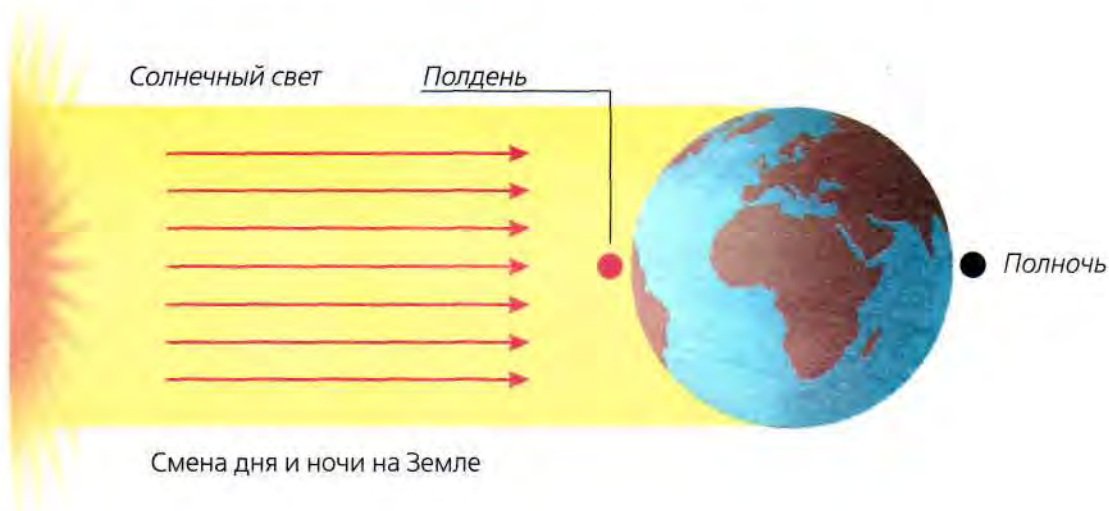 Солнечный свет
Полдень
Полночь
Смена дня и ночи на Земле